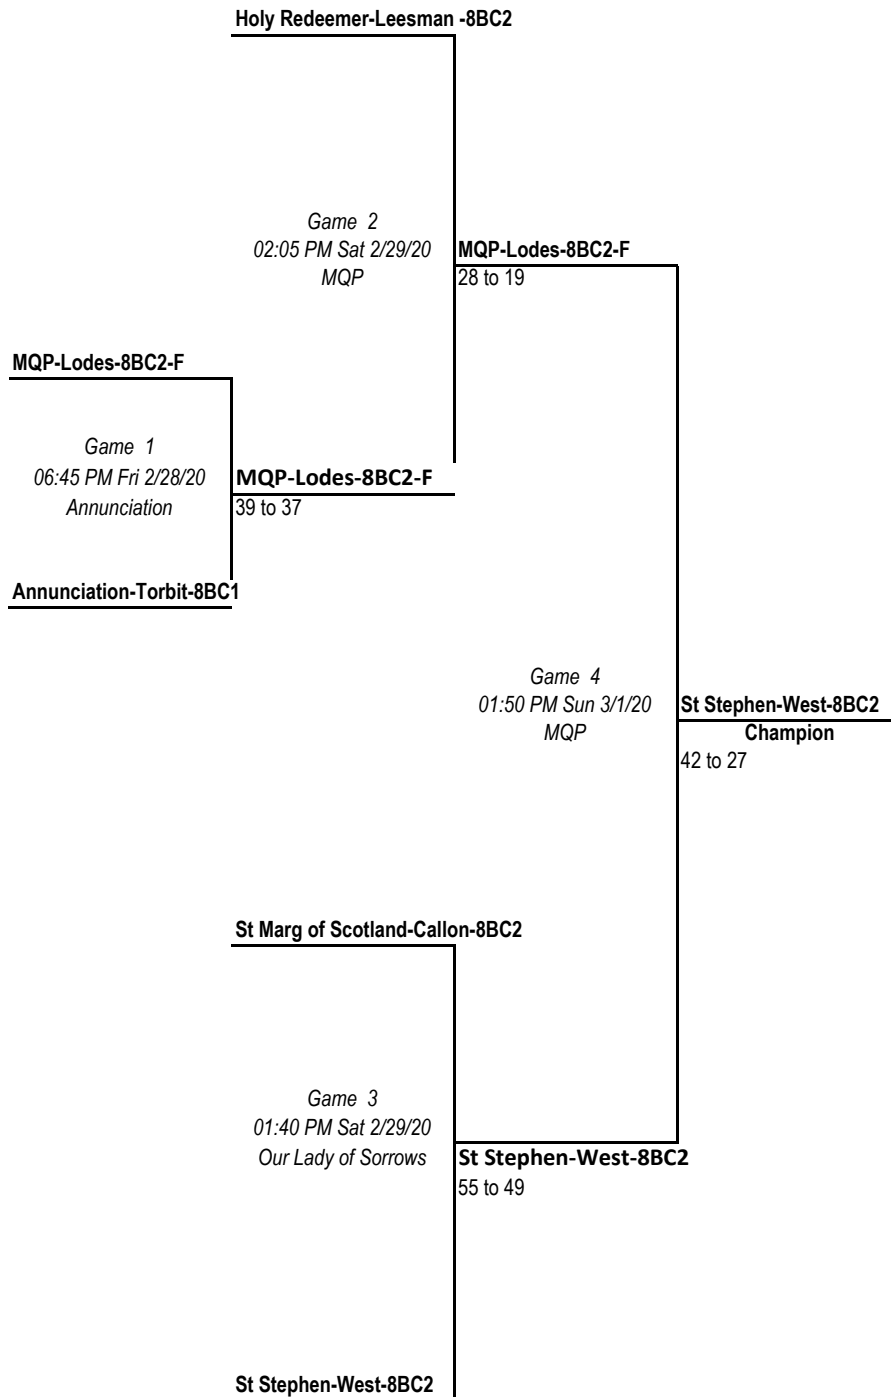 Holy Redeemer-Leesman -8BC2
Game 2
02:05 PM Sat 2/29/20
MQP
MQP-Lodes-8BC2-F
28 to 19
MQP-Lodes-8BC2-F
Game 1
06:45 PM Fri 2/28/20
Annunciation
MQP-Lodes-8BC2-F
39 to 37
Annunciation-Torbit-8BC1
Game 4
01:50 PM Sun 3/1/20
MQP
St Stephen-West-8BC2
Champion
42 to 27
St Marg of Scotland-Callon-8BC2
Game 3
01:40 PM Sat 2/29/20
Our Lady of Sorrows
St Stephen-West-8BC2
55 to 49
St Stephen-West-8BC2